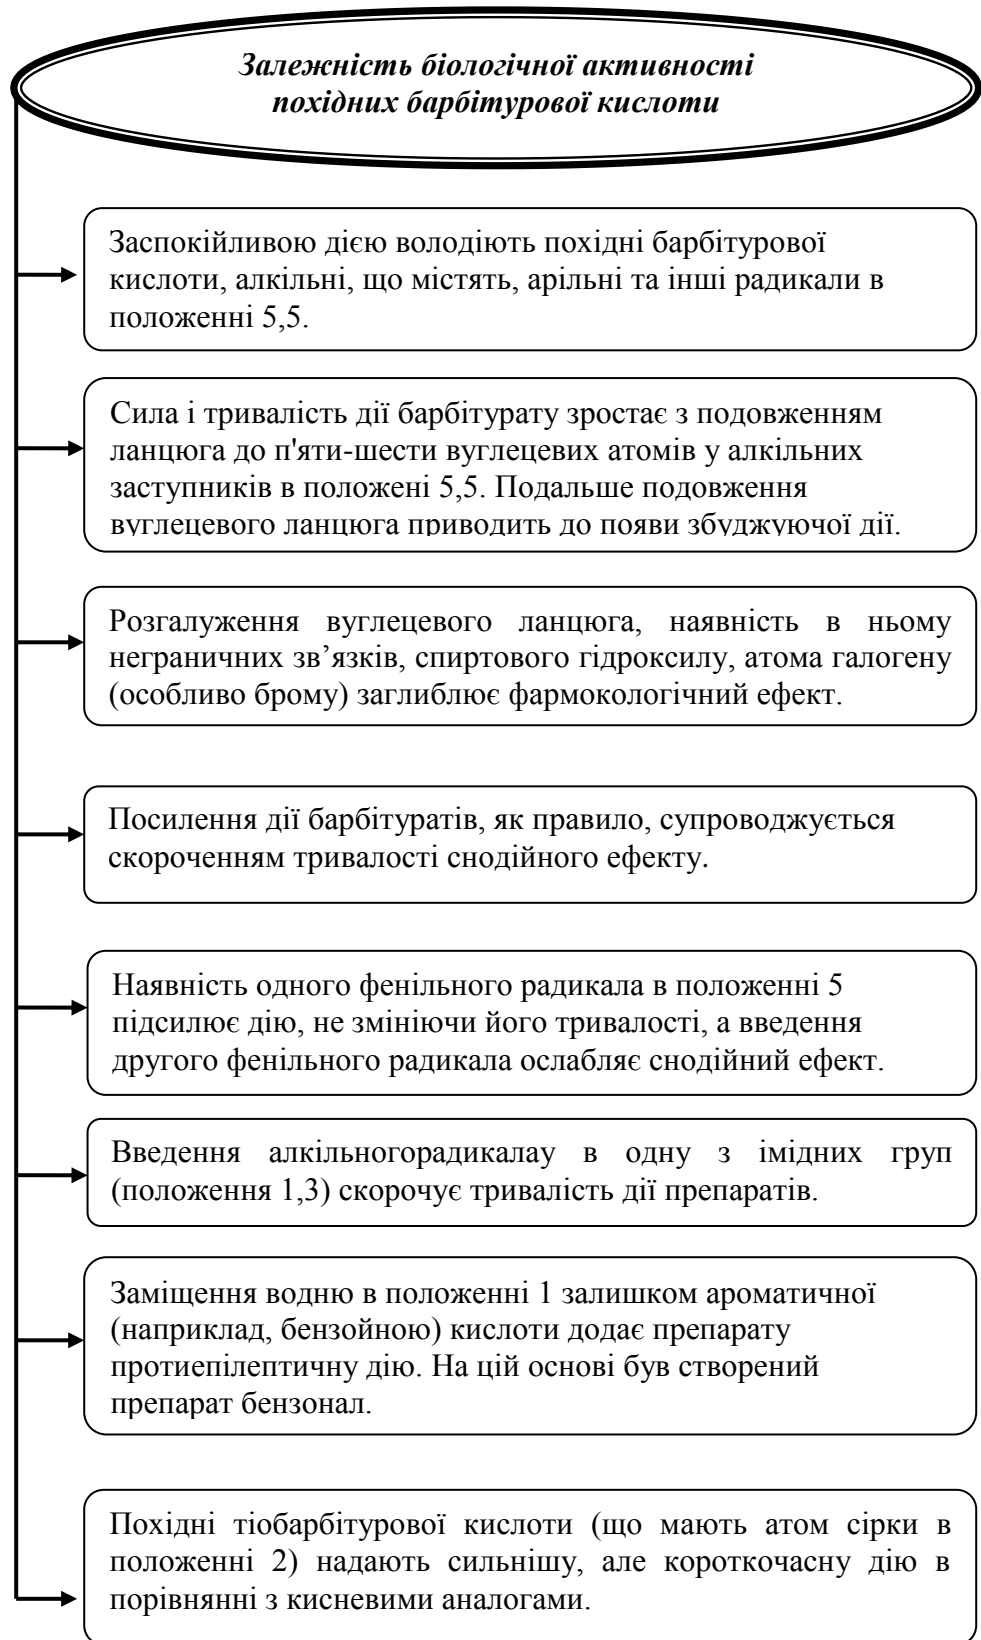 Залежність біологічної активності
похідних барбітурової кислоти
Заспокійливою дією володіють похідні барбітурової
кислоти, алкільні, що містять, арільні та інші радикали в
положенні 5,5.
Сила і тривалість дії барбітурату зростає з подовженням
ланцюга до п'яти-шести вуглецевих атомів у алкільних
заступників в положені 5,5. Подальше подовження
вуглецевого ланцюга приводить до появи збуджуючої дії.
Розгалуження вуглецевого ланцюга, наявність в ньому
неграничних зв’язків, спиртового гідроксилу, атома галогену
(особливо брому) заглиблює фармокологічний ефект.
Посилення дії барбітуратів, як правило, супроводжується
скороченням тривалості снодійного ефекту.
Наявність одного фенільного радикала в положенні 5
підсилює дію, не змініючи його тривалості, а введення
другого фенільного радикала ослабляє снодійний ефект.
Введення алкільногорадикалау в одну з імідних груп
(положення 1,3) скорочує тривалість дії препаратів.
Заміщення водню в положенні 1 залишком ароматичної
(наприклад, бензойною) кислоти додає препарату
протиепілептичну дію. На цій основі був створений
препарат бензонал.
Похідні тіобарбітурової кислоти (що мають атом сірки в
положенні 2) надають сильнішу, але короткочасну дію в
порівнянні з кисневими аналогами.